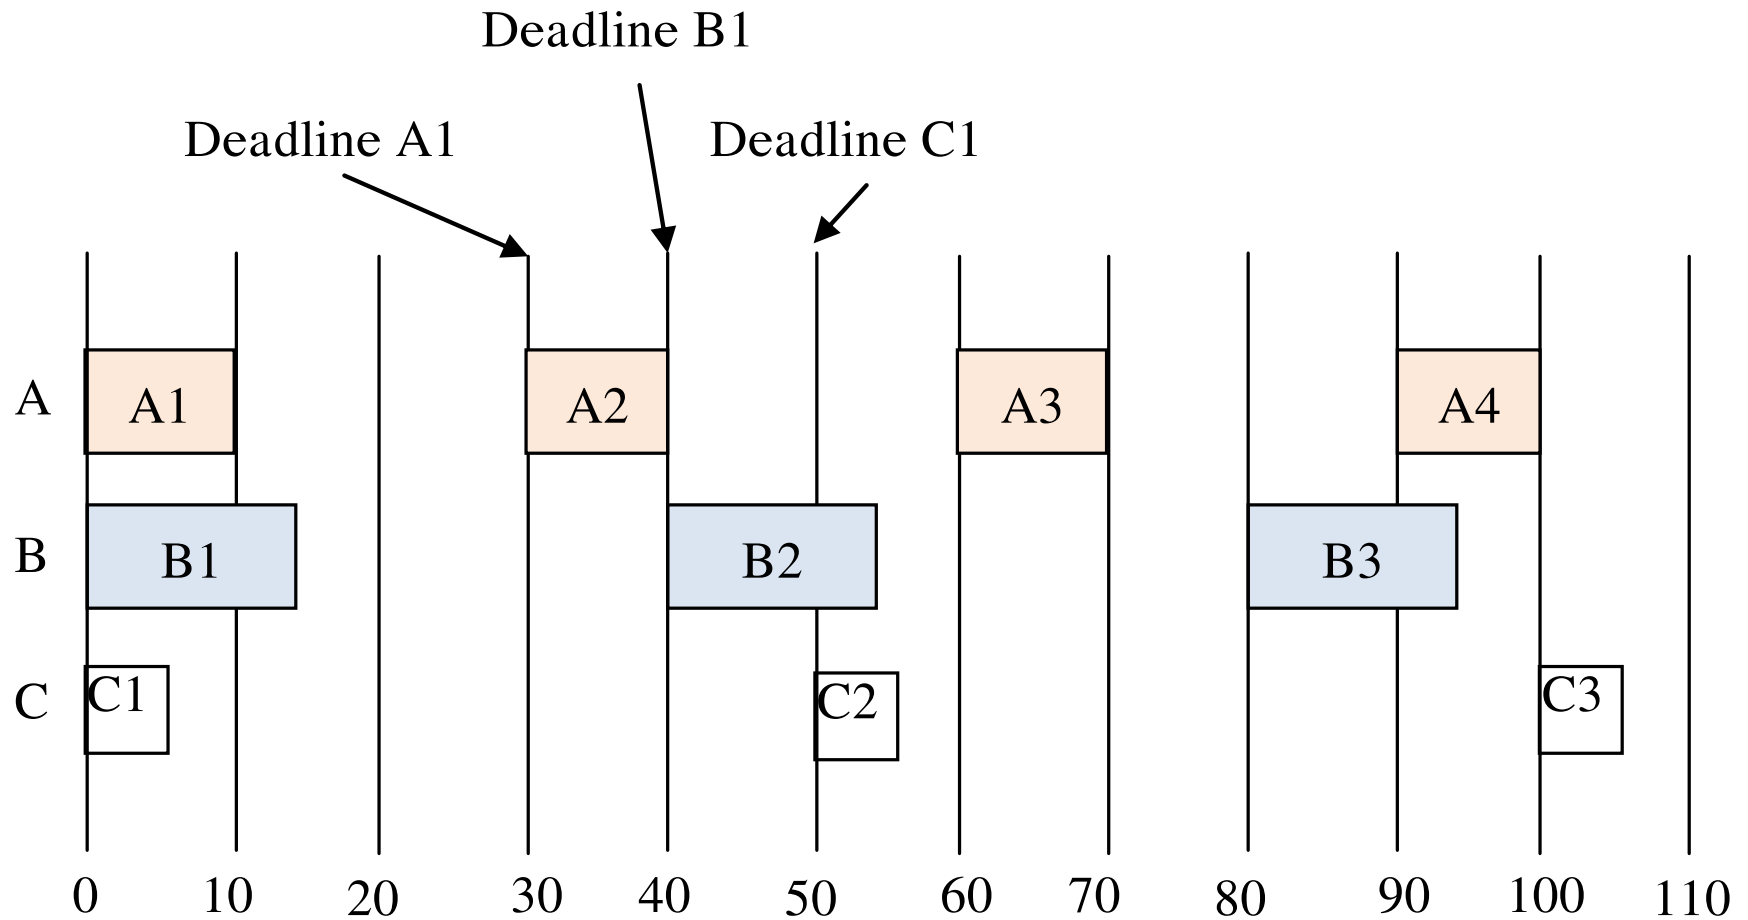 Deadline B1
Deadline A1
Deadline C1
A A1 A2 A3 A4
B B1 B2 B3
C C1 C2 C3
0 10 20 30 40 50 60 70 80 90 100 110